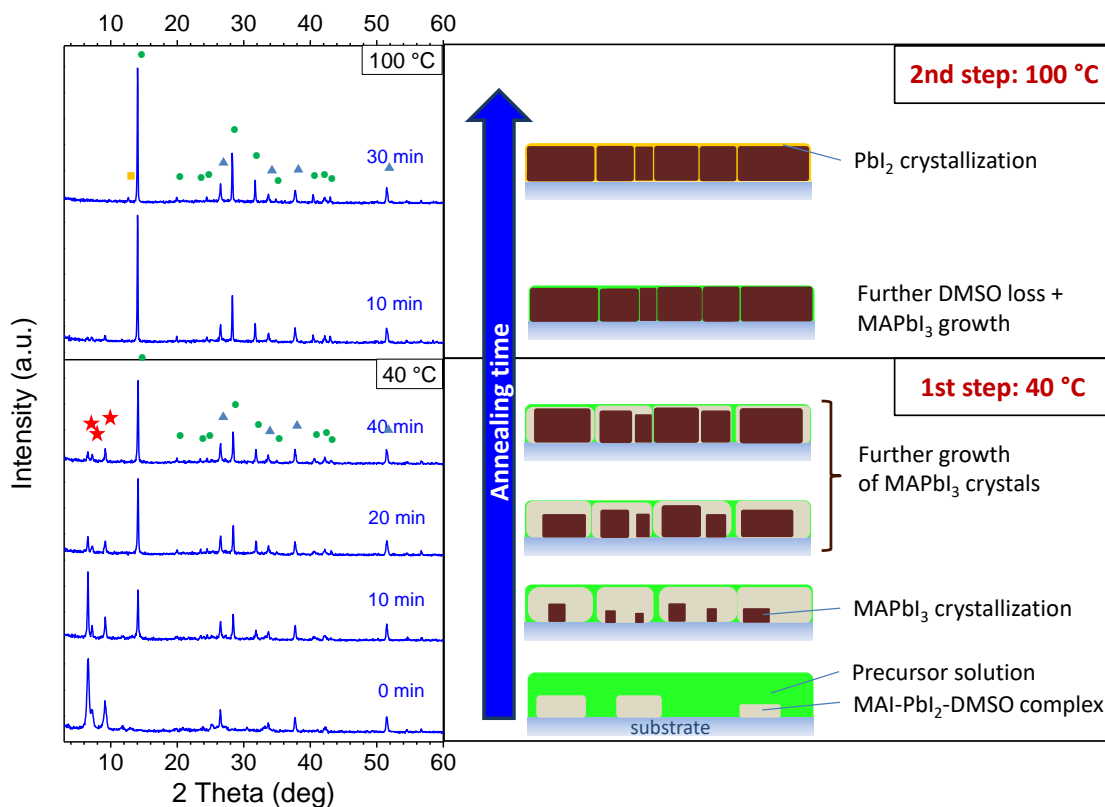 10 20 30 40 50 60
100 °C
30 min
10 min
40 °C
40 min
20 min
10 min
0 min
10 20 30 40 50 60
2 Theta (deg)
Intensity (a.u.)
Annealing time
2nd step: 100 °C
PbI₂ crystallization
Further DMSO loss +
MAPbI₃ growth
1st step: 40 °C
Further growth
of MAPbI₃ crystals
MAPbI₃ crystallization
Precursor solution
MAI-PbI₂-DMSO complex
substrate